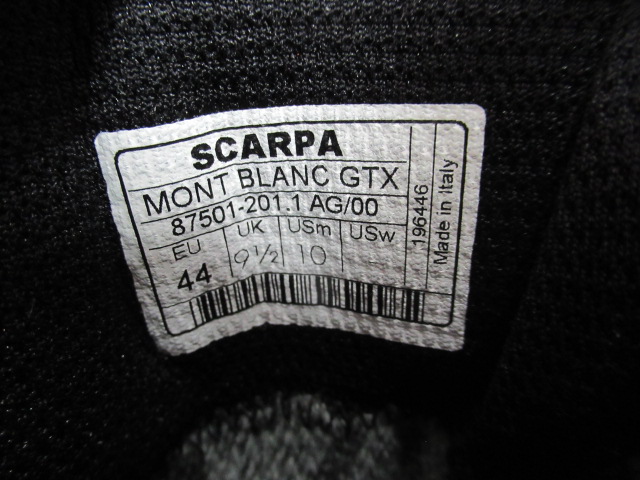 SCARPA
MONT BLANC GTX
87501-201.1 AG/00
EU UK USm USw
44 9½ 10 -
196446
Made in Italy